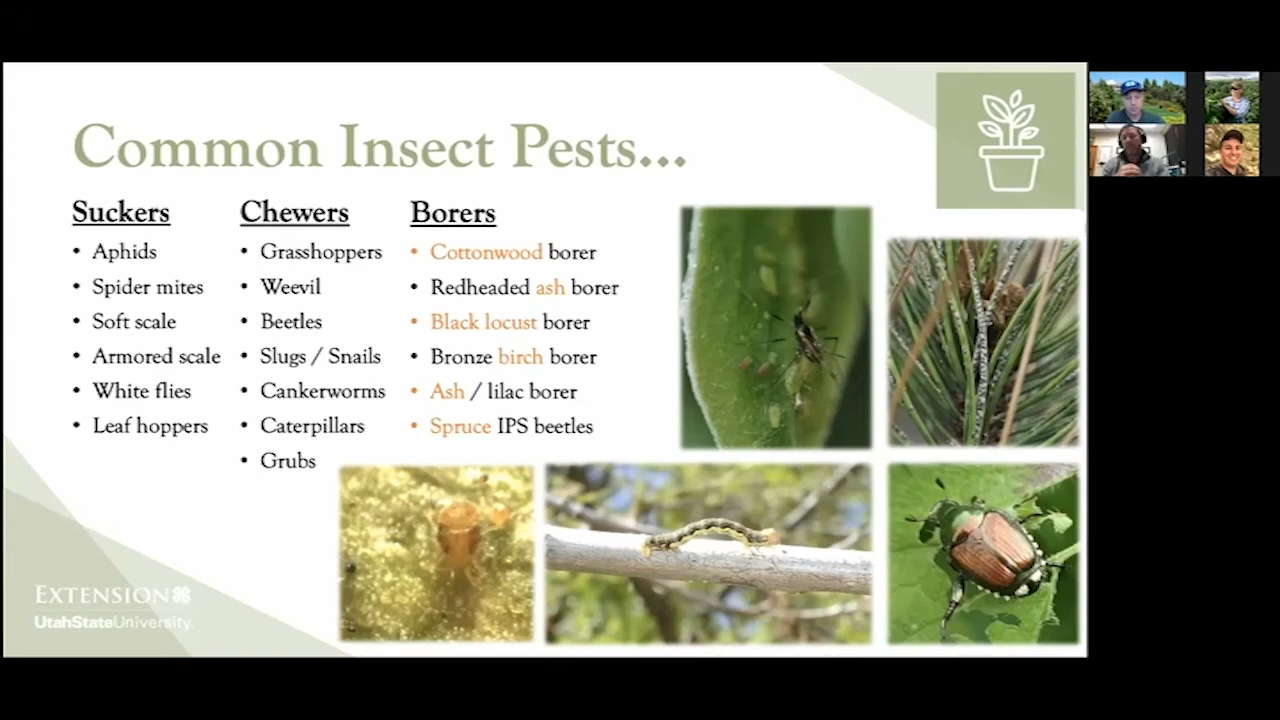 Common Insect Pests...
Suckers
• Aphids
• Spider mites
• Soft scale
• Armored scale
• White flies
• Leaf hoppers
Chewers
• Grasshoppers
• Weevil
• Beetles
• Slugs / Snails
• Cankerworms
• Caterpillars
• Grubs
Borers
• Cottonwood borer
• Redheaded ash borer
• Black locust borer
• Bronze birch borer
• Ash / lilac borer
• Spruce IPS beetles
EXTENSION
UtahStateUniversity.